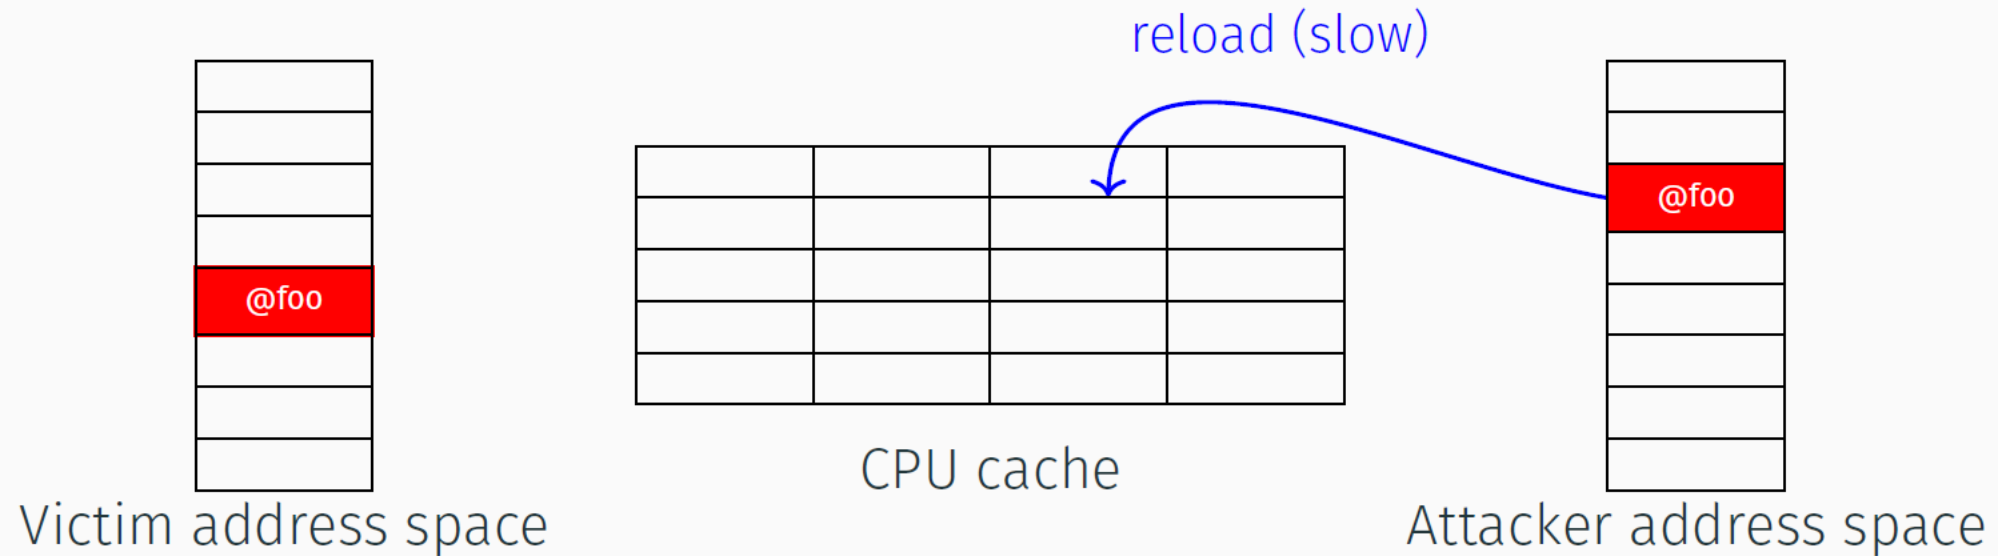 reload (slow)
@foo
@foo
CPU cache
Victim address space
Attacker address space